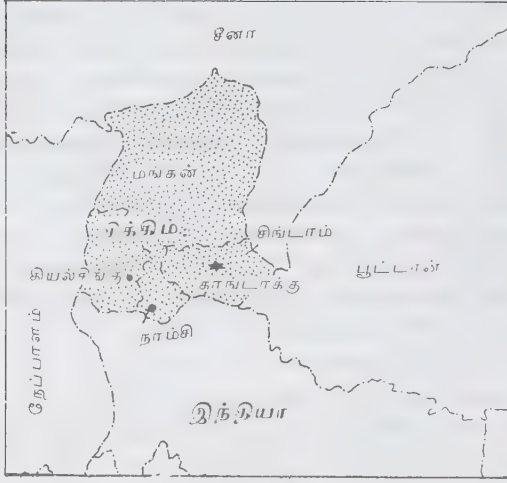 சீனா
மங்கன்
சிக்கிம்
சிங்டாம்
கியல்சிங்
பூட்டான்
காங்டாக்கு
நாம்சி
நேப்பாளம்
இந்தியா